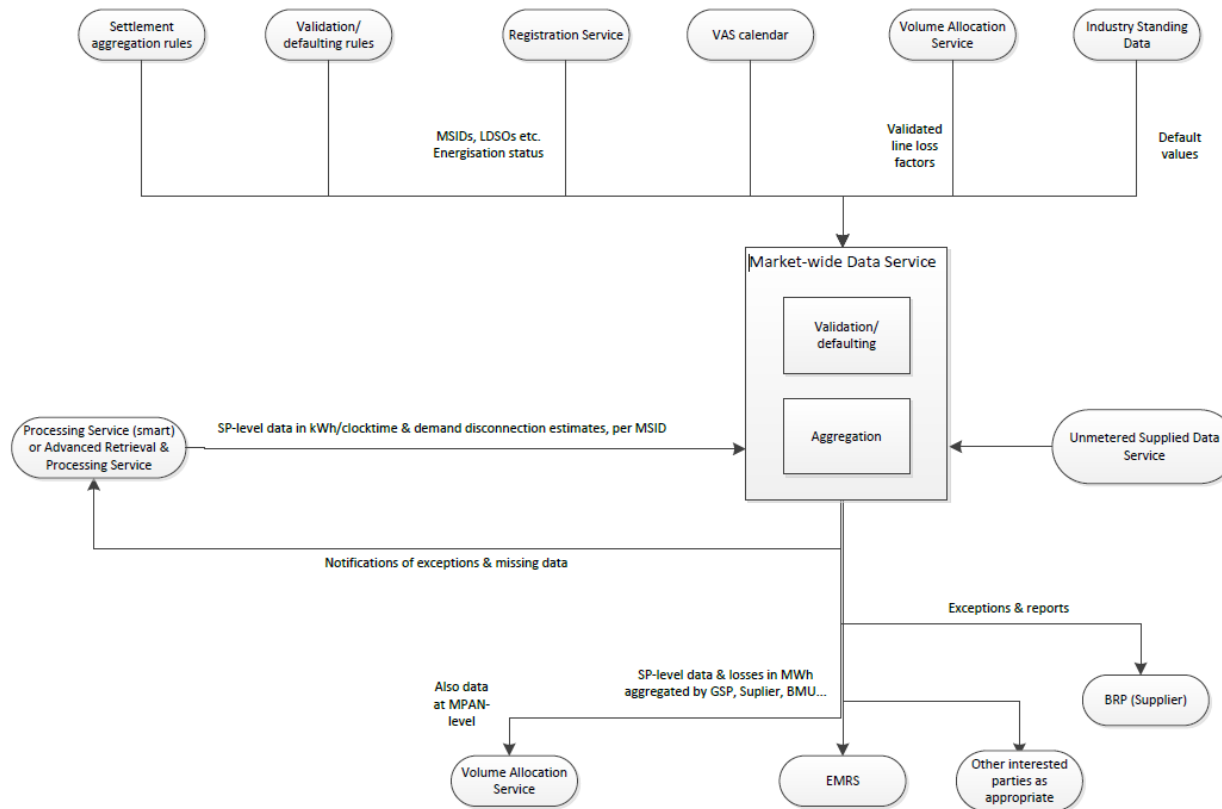 Settlement
aggregation rules
Validation/
defaulting rules
Registration Service
VAS calendar
Volume Allocation
Service
Industry Standing
Data
MSIDs, LDSOs etc.
Energisation status
Validated
line loss
factors
Default
values
Market-wide Data Service
Validation/
defaulting
Aggregation
Processing Service (smart)
or Advanced Retrieval &
Processing Service
SP-level data in kWh/clocktime & demand disconnection estimates, per MSID
Unmetered Supplied Data
Service
Notifications of exceptions & missing data
Exceptions & reports
SP-level data & losses in MWh
aggregated by GSP, Suplier, BMU...
Also data
at MPAN-
level
BRP (Supplier)
Volume Allocation
Service
EMRS
Other interested
parties as
appropriate